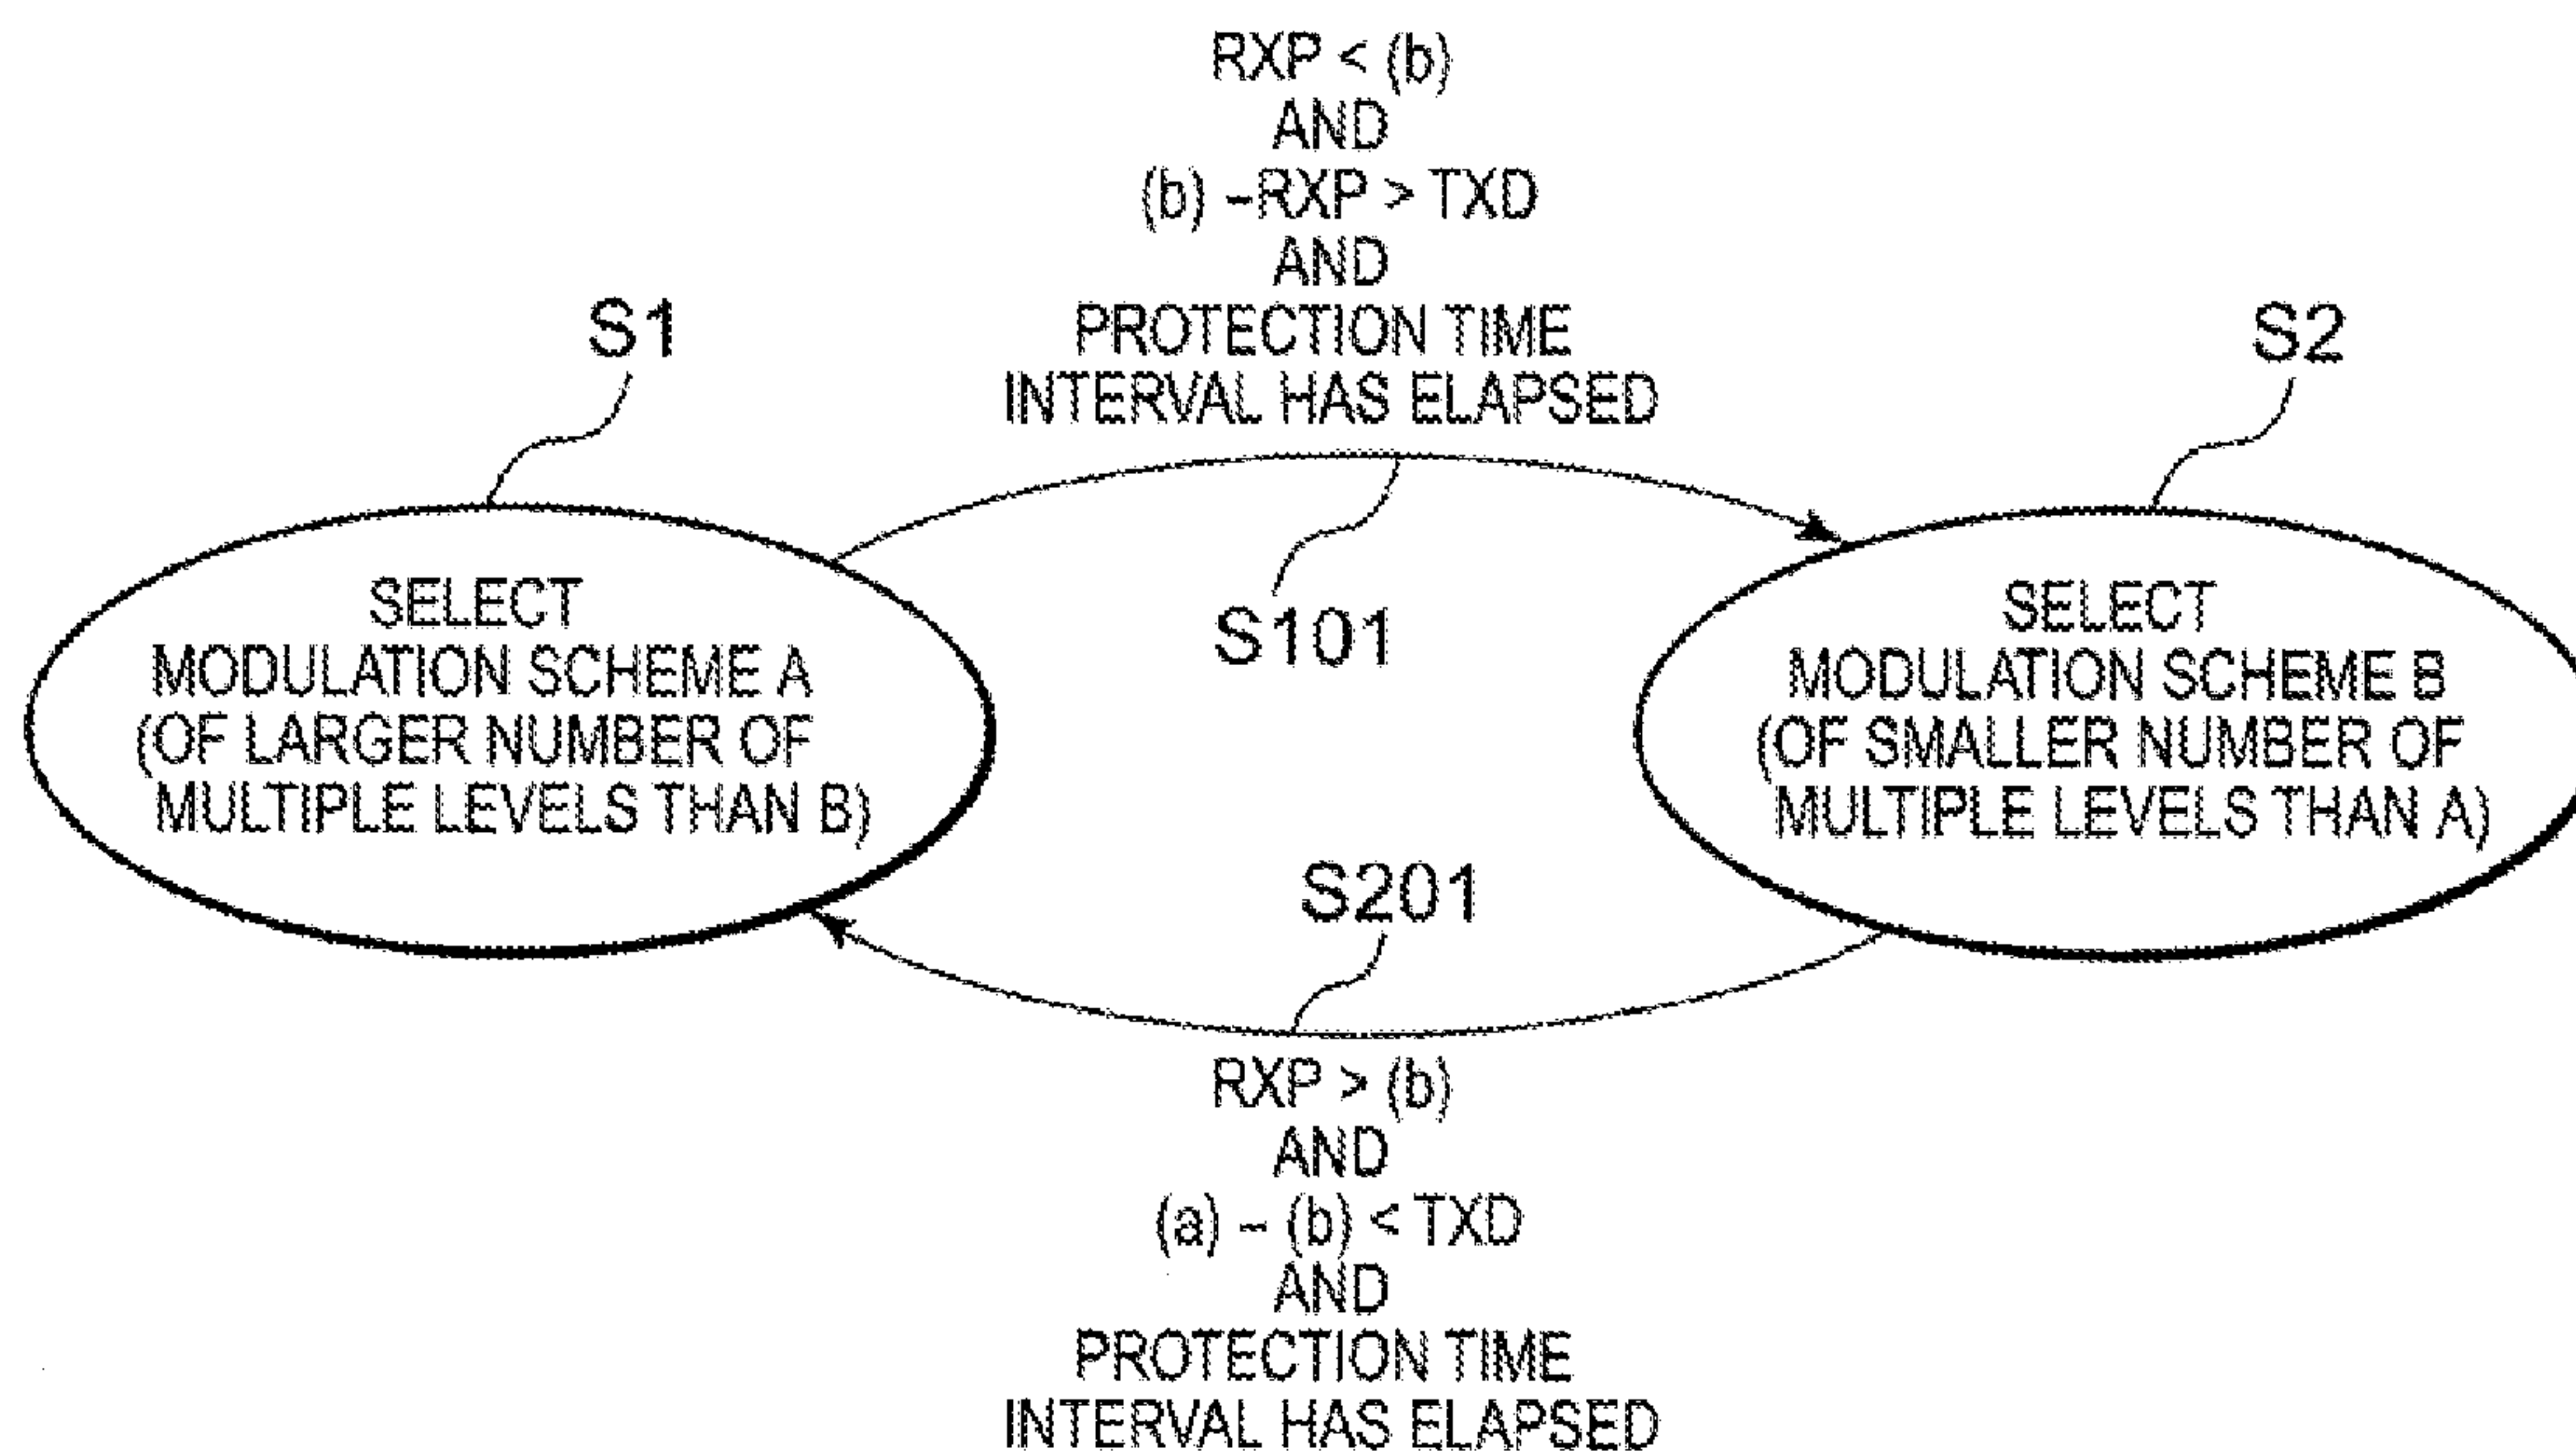 RXP < (b)
AND
(b) –RXP > TXD
AND
PROTECTION TIME
INTERVAL HAS ELAPSED
S1
S2
SELECT
MODULATION SCHEME A
(OF LARGER NUMBER OF
MULTIPLE LEVELS THAN B)
S101
SELECT
MODULATION SCHEME B
(OF SMALLER NUMBER OF
MULTIPLE LEVELS THAN A)
S201
RXP > (b)
AND
(a) – (b) < TXD
AND
PROTECTION TIME
INTERVAL HAS ELAPSED